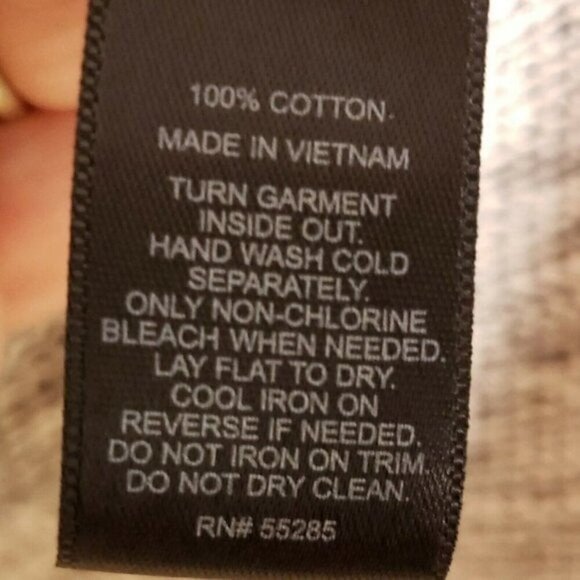 100% COTTON.
MADE IN VIETNAM
TURN GARMENT
INSIDE OUT.
HAND WASH COLD
SEPARATELY.
ONLY NON-CHLORINE
BLEACH WHEN NEEDED.
LAY FLAT TO DRY.
COOL IRON ON
REVERSE IF NEEDED.
DO NOT IRON ON TRIM.
DO NOT DRY CLEAN.
RN# 55285